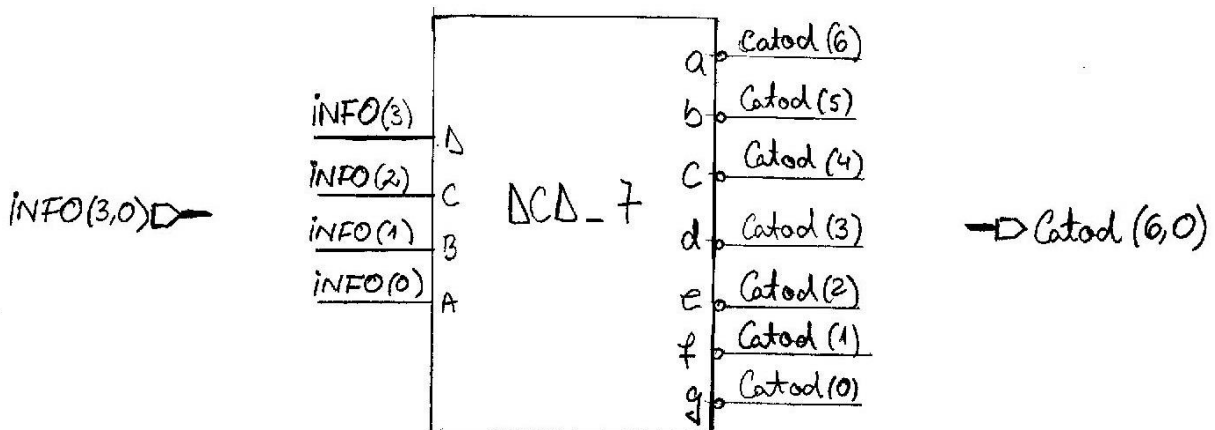 iNFO(3,0)
iNFO(3)
iNFO(2)
iNFO(1)
iNFO(0)
D
C
B
A
DCD_7
a
b
c
d
e
f
g
Catod (6)
Catod (5)
Catod (4)
Catod (3)
Catod (2)
Catod (1)
Catod (0)
Catod (6,0)